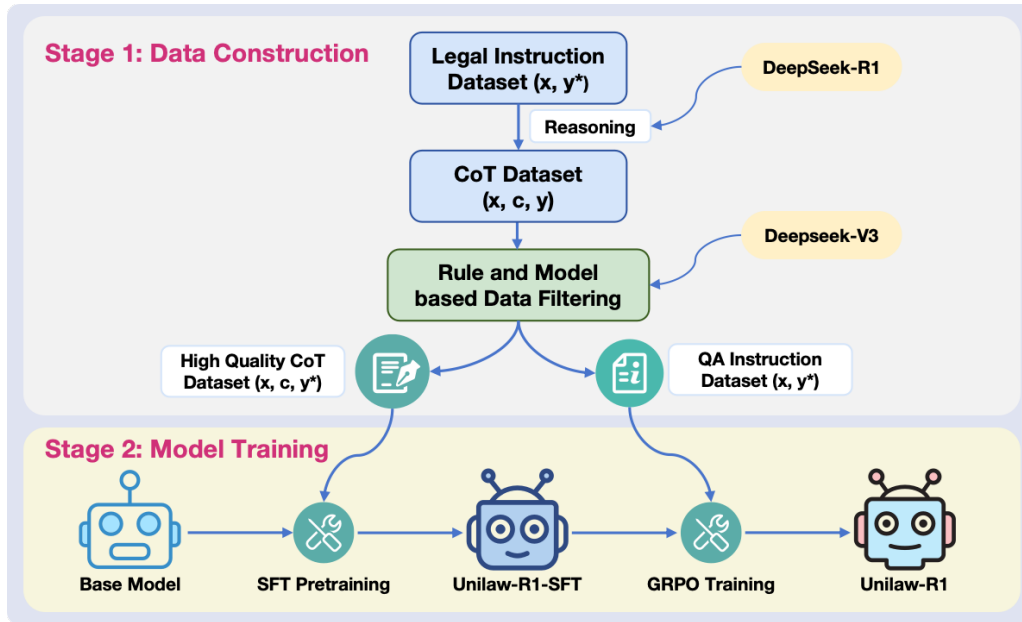 Stage 1: Data Construction
Legal Instruction
Dataset (x, y*)
DeepSeek-R1
Reasoning
CoT Dataset
(x, c, y)
Deepseek-V3
Rule and Model
based Data Filtering
High Quality CoT
Dataset (x, c, y*)
QA Instruction
Dataset (x, y*)
Stage 2: Model Training
Base Model
SFT Pretraining
Unilaw-R1-SFT
GRPO Training
Unilaw-R1